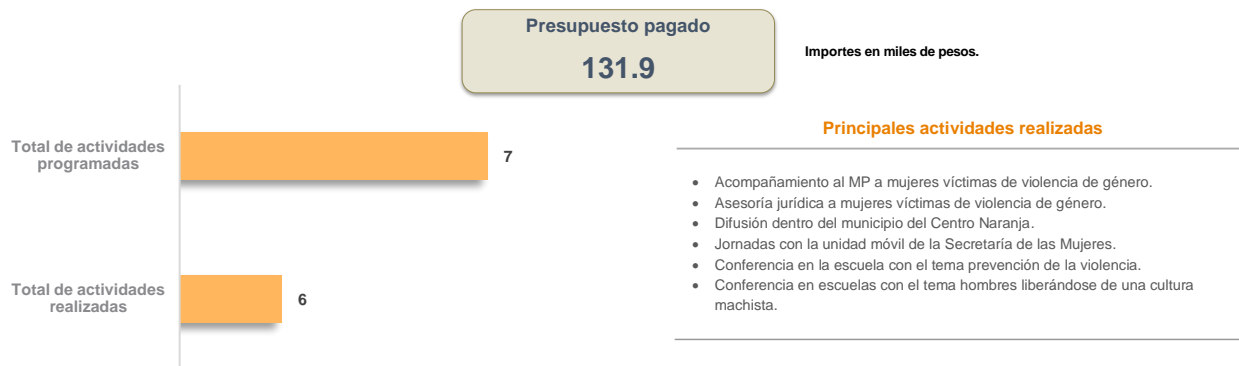 Presupuesto pagado
131.9
Importes en miles de pesos.
Total de actividades
programadas
7
Total de actividades
realizadas
6
Principales actividades realizadas
• Acompañamiento al MP a mujeres víctimas de violencia de género.
• Asesoría jurídica a mujeres víctimas de violencia de género.
• Difusión dentro del municipio del Centro Naranja.
• Jornadas con la unidad móvil de la Secretaría de las Mujeres.
• Conferencia en la escuela con el tema prevención de la violencia.
• Conferencia en escuelas con el tema hombres liberándose de una cultura
machista.